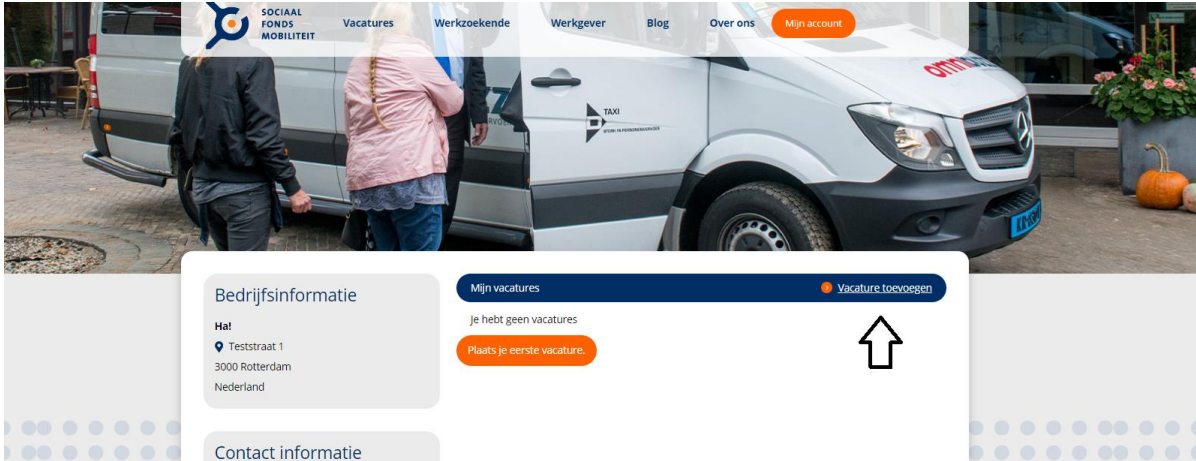 SOCIAAL
FONDS
MOBILITEIT
Vacatures Werkzoekende Werkgever Blog Over ons Mijn account
TAXI
Bedrijfsinformatie
Ha!
Teststraat 1
3000 Rotterdam
Nederland
Mijn vacatures Vacature toevoegen
Je hebt geen vacatures
Plaats je eerste vacature.
Contact informatie